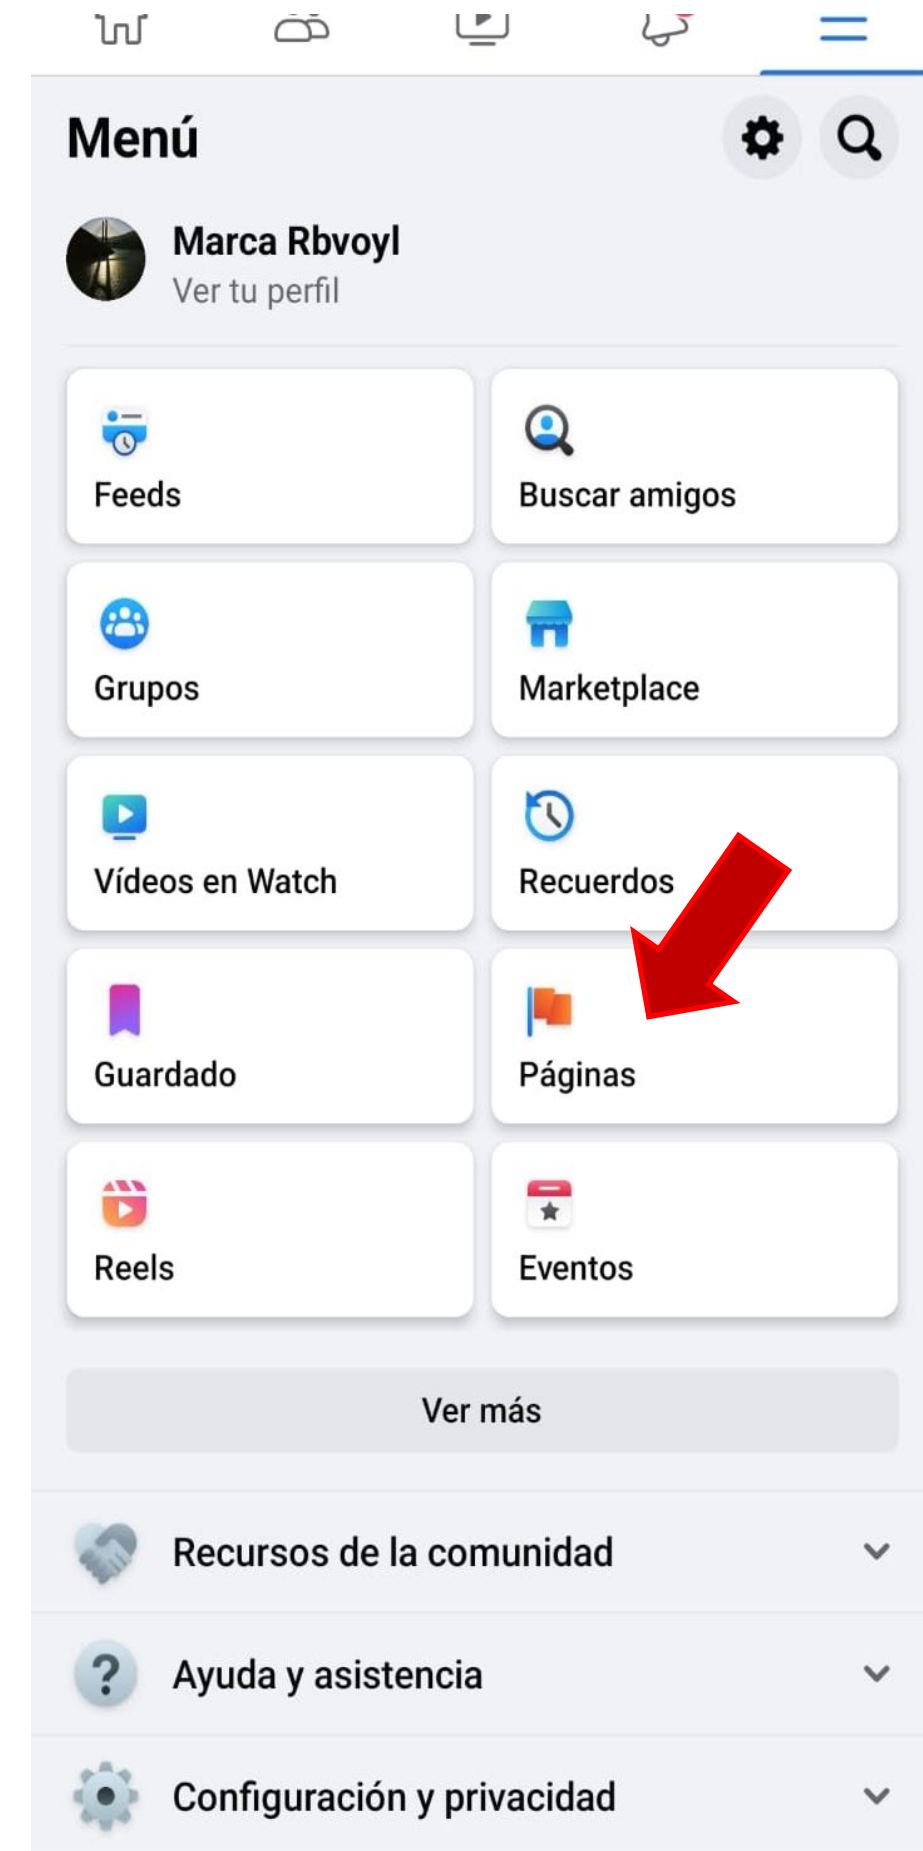 Menú
Marca Rbvoyl
Ver tu perfil
Feeds
Buscar amigos
Grupos
Marketplace
Vídeos en Watch
Recuerdos
Guardado
Páginas
Reels
Eventos
Ver más
Recursos de la comunidad
Ayuda y asistencia
Configuración y privacidad